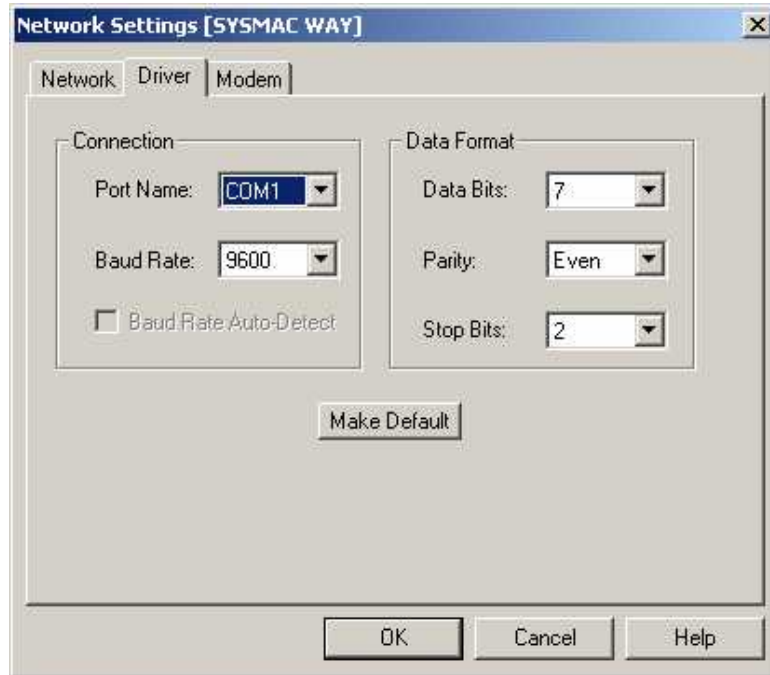 Network Settings [SYSMAC WAY]
Network Driver Modem
Connection
Port Name: COM1
Baud Rate: 9600
Baud Rate Auto-Detect
Data Format
Data Bits: 7
Parity: Even
Stop Bits: 2
Make Default
OK Cancel Help